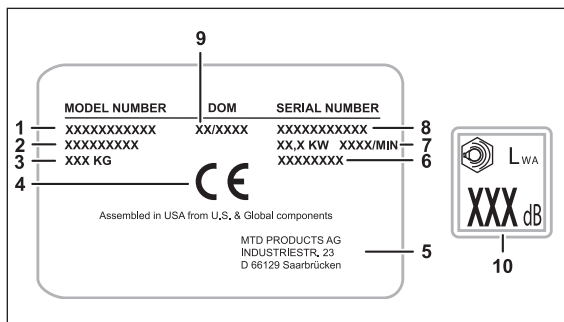 9
MODEL NUMBER DOM SERIAL NUMBER
1 XXXXXXXXXXX XX/XXXX XXXXXXXXXXX 8
2 XXXXXXXXX XX,X KW XXXX/MIN 7
3 XXX KG XXXXXXXX 6
4 CE
Assembled in USA from U.S. & Global components
MTD PRODUCTS AG
INDUSTRIESTR. 23 5
D 66129 Saarbrücken
LWA
XXX dB
10